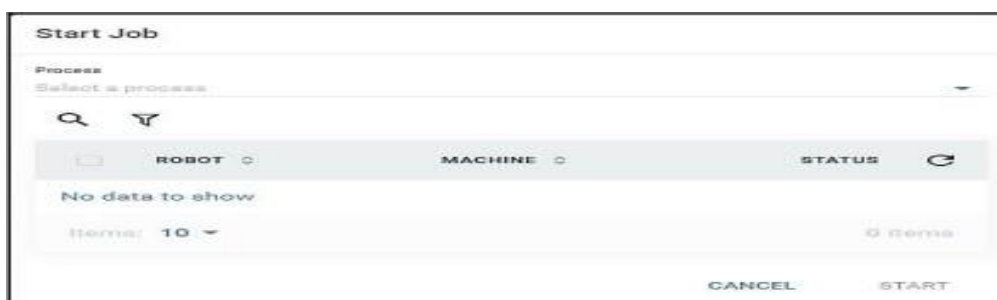 Start Job
Process
Select a process
ROBOT MACHINE STATUS
No data to show
Items: 10 0 items
CANCEL START